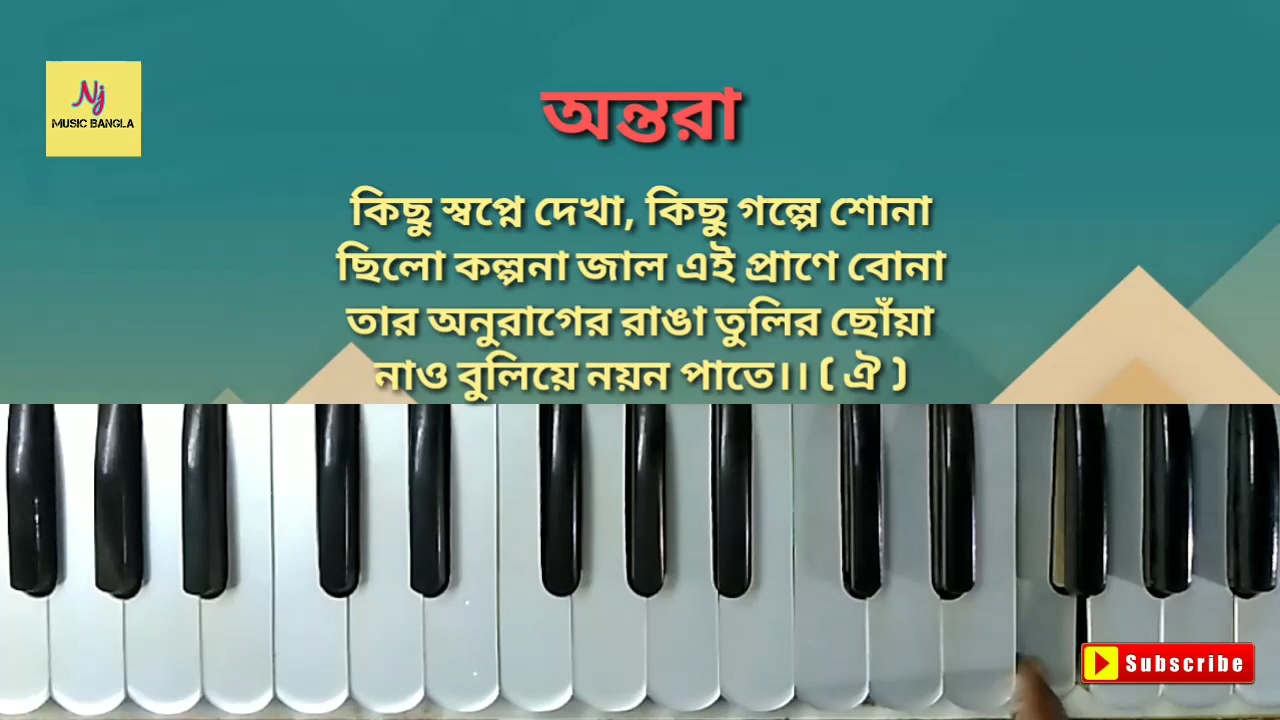 Nj
MUSIC BANGLA
অন্তরা
কিছু স্বপ্নে দেখা, কিছু গল্পে শোনা
ছিলো কল্পনা জাল এই প্রাণে বোনা
তার অনুরাগের রাঙা তুলির ছোঁয়া
নাও বুলিয়ে নয়ন পাতে।। ( ঐ )
Subscribe